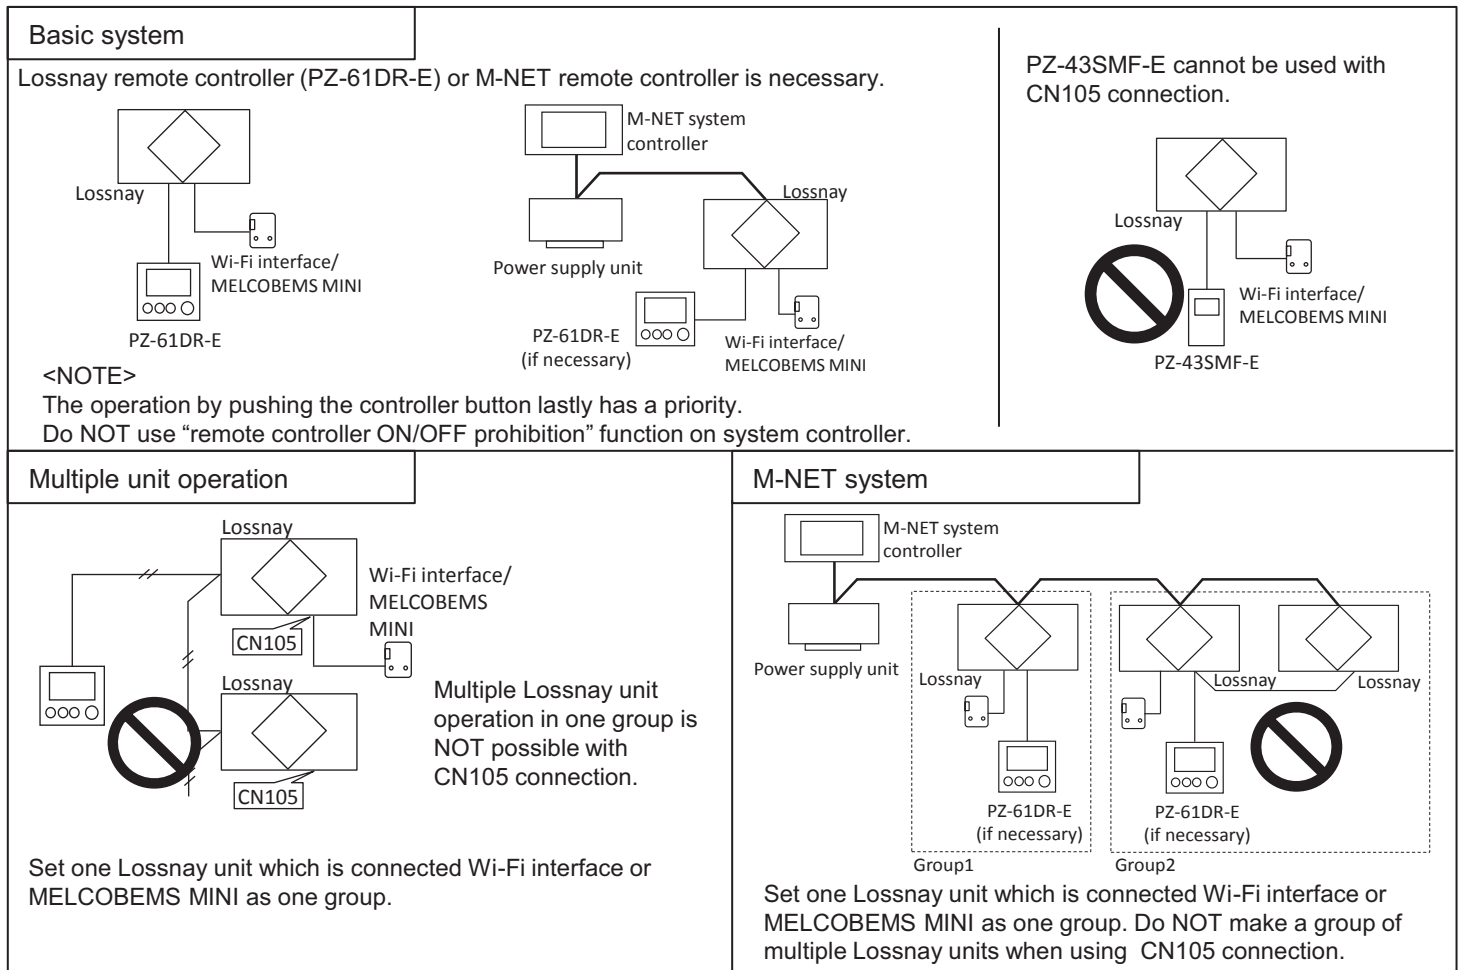 Basic system
Lossnay remote controller (PZ-61DR-E) or M-NET remote controller is necessary.
Lossnay
Wi-Fi interface/
MELCOBEMS MINI
PZ-61DR-E
M-NET system
controller
Lossnay
Power supply unit
PZ-61DR-E
(if necessary)
Wi-Fi interface/
MELCOBEMS MINI
<NOTE>
The operation by pushing the controller button lastly has a priority.
Do NOT use “remote controller ON/OFF prohibition” function on system controller.
PZ-43SMF-E cannot be used with
CN105 connection.
Lossnay
Wi-Fi interface/
MELCOBEMS MINI
PZ-43SMF-E
Multiple unit operation
Lossnay
Wi-Fi interface/
MELCOBEMS
MINI
CN105
Lossnay
CN105
Multiple Lossnay unit
operation in one group is
NOT possible with
CN105 connection.
Set one Lossnay unit which is connected Wi-Fi interface or
MELCOBEMS MINI as one group.
M-NET system
M-NET system
controller
Power supply unit
Lossnay
Lossnay
Lossnay
PZ-61DR-E
(if necessary)
PZ-61DR-E
(if necessary)
Group1
Group2
Set one Lossnay unit which is connected Wi-Fi interface or
MELCOBEMS MINI as one group. Do NOT make a group of
multiple Lossnay units when using CN105 connection.